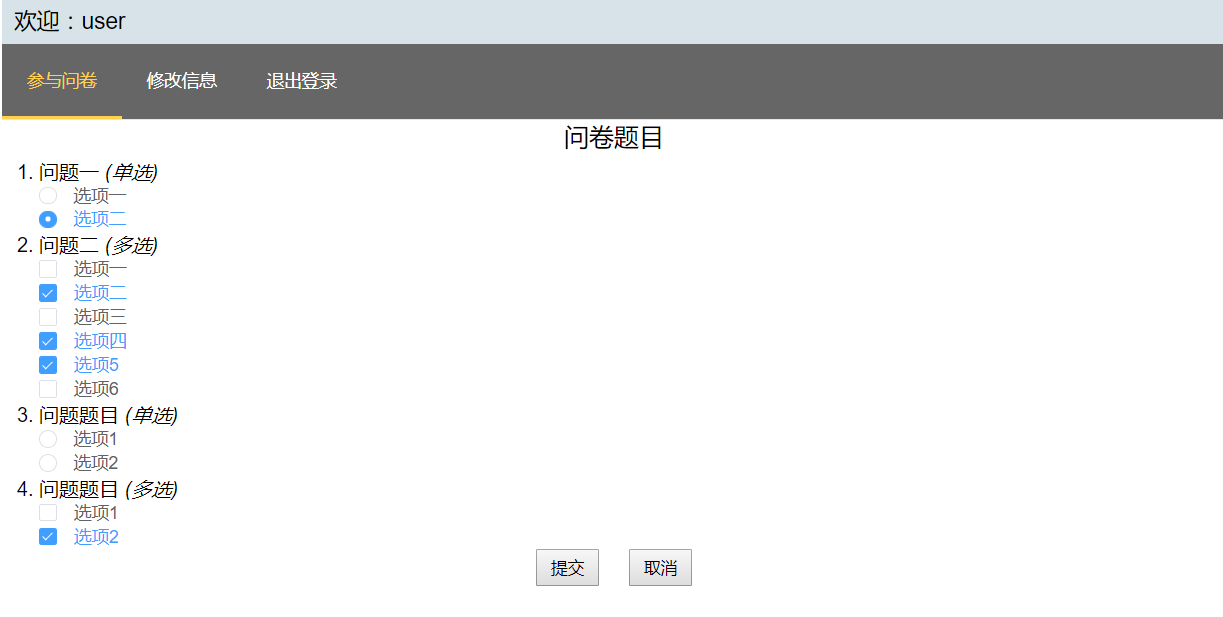 欢迎：user
参与问卷 修改信息 退出登录
问卷题目
1. 问题一 (单选)
选项一
选项二
2. 问题二 (多选)
选项一
选项二
选项三
选项四
选项5
选项6
3. 问题题目 (单选)
选项1
选项2
4. 问题题目 (多选)
选项1
选项2
提交 取消